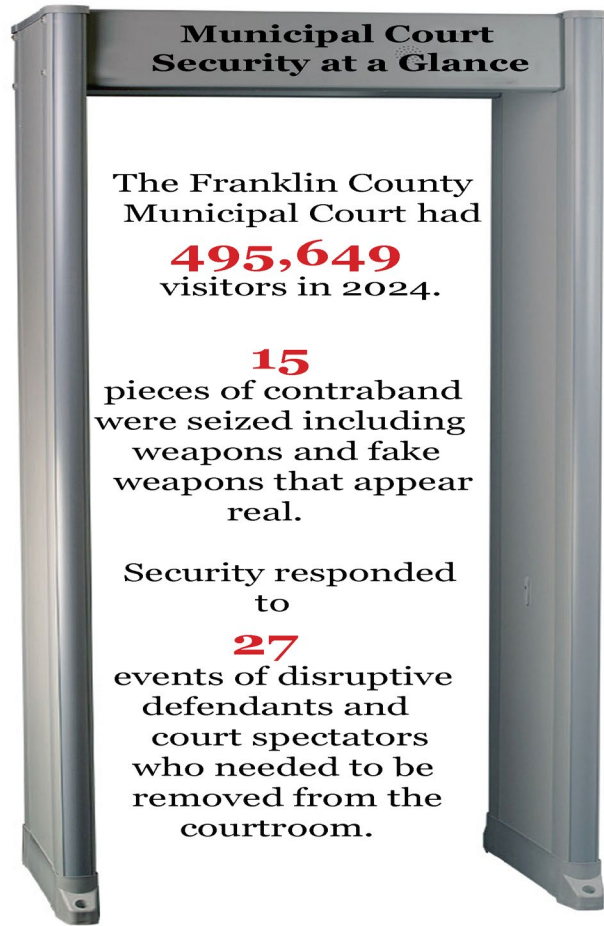 Municipal Court
Security at a Glance
The Franklin County
Municipal Court had
495,649
visitors in 2024.
15
pieces of contraband
were seized including
weapons and fake
weapons that appear
real.
Security responded
to
27
events of disruptive
defendants and
court spectators
who needed to be
removed from the
courtroom.